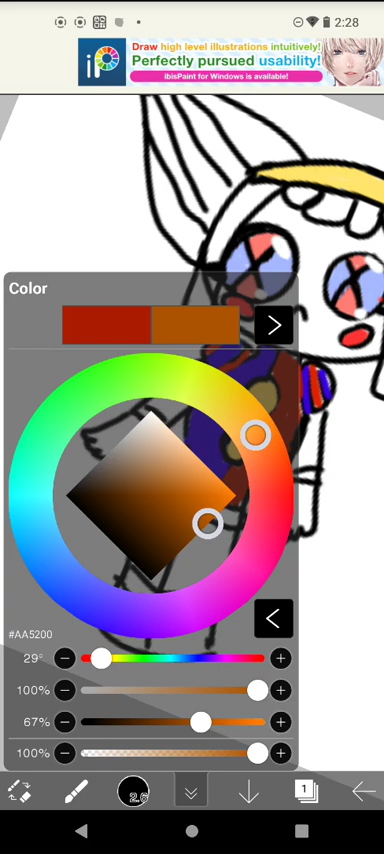 2:28
Draw high level illustrations intuitively!
Perfectly pursued usability!
ibisPaint for Windows is available!
iP
Color
#AA5200
29°
100%
67%
100%
2.6
1